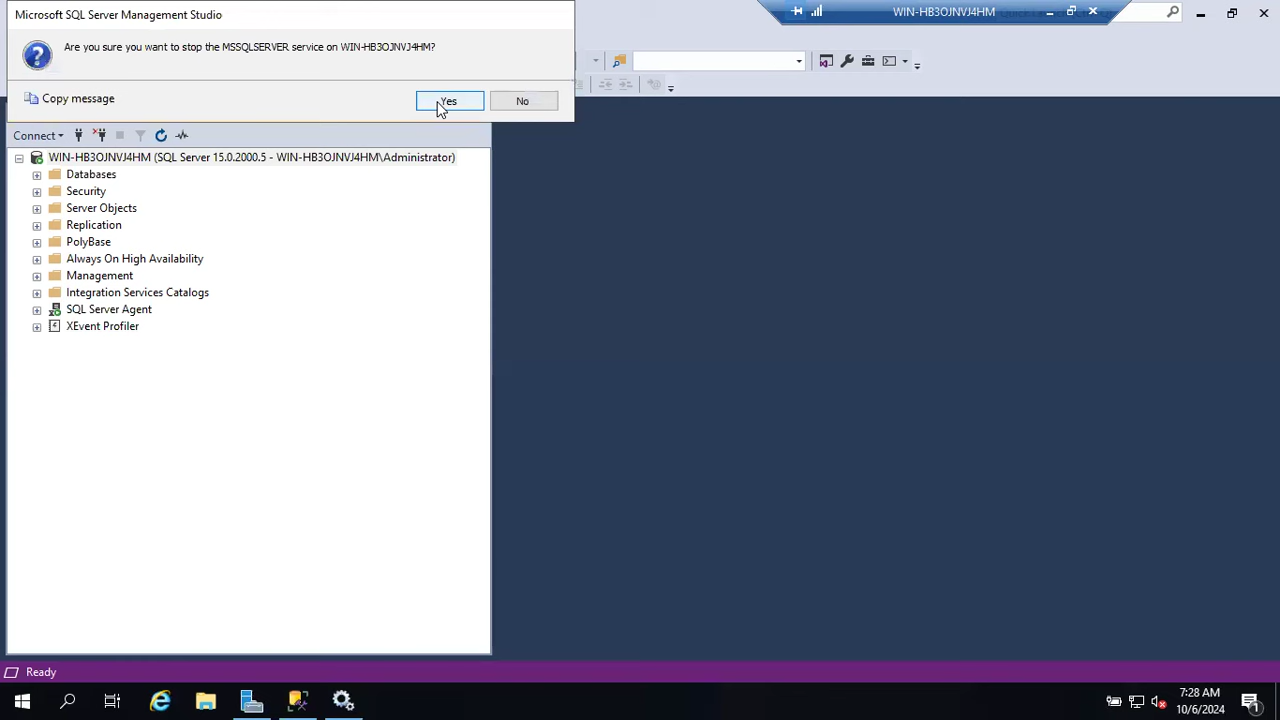 Microsoft SQL Server Management Studio
WIN-HB3OJNVJ4HM
Are you sure you want to stop the MSSQLSERVER service on WIN-HB3OJNVJ4HM?
Copy message
Yes
No
Connect
WIN-HB3OJNVJ4HM (SQL Server 15.0.2000.5 - WIN-HB3OJNVJ4HM\Administrator)
Databases
Security
Server Objects
Replication
PolyBase
Always On High Availability
Management
Integration Services Catalogs
SQL Server Agent
XEvent Profiler
Ready
7:28 AM
10/6/2024
1